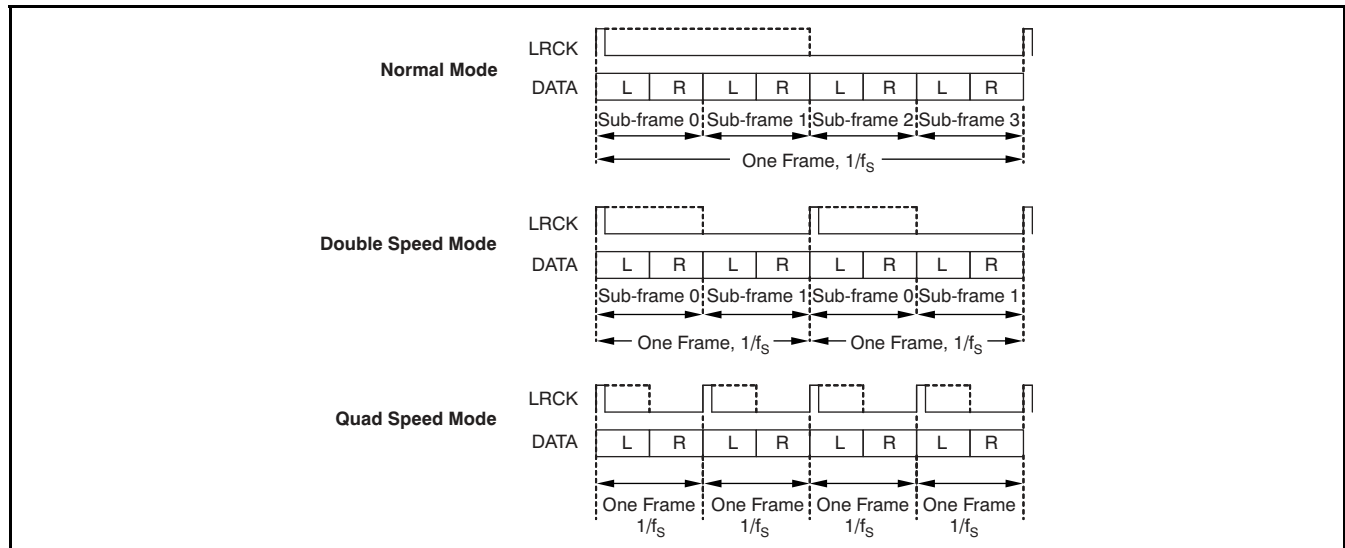 LRCK
Normal Mode
DATA L R L R L R L R
Sub-frame 0 Sub-frame 1 Sub-frame 2 Sub-frame 3
One Frame, 1/fS
LRCK
Double Speed Mode
DATA L R L R L R L R
Sub-frame 0 Sub-frame 1 Sub-frame 0 Sub-frame 1
One Frame, 1/fS One Frame, 1/fS
LRCK
Quad Speed Mode
DATA L R L R L R L R
One Frame One Frame One Frame One Frame
1/fS 1/fS 1/fS 1/fS